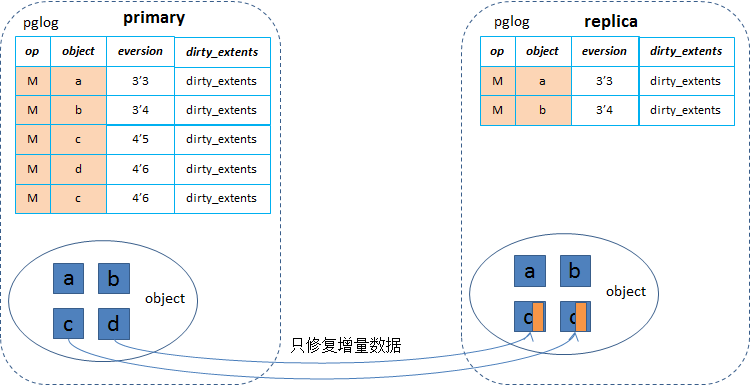 pglog
primary
op object eversion dirty_extents
M a 3'3 dirty_extents
M b 3'4 dirty_extents
M c 4'5 dirty_extents
M d 4'6 dirty_extents
M c 4'6 dirty_extents
a b
c d
object
只修复增量数据
pglog
replica
op object eversion dirty_extents
M a 3'3 dirty_extents
M b 3'4 dirty_extents
a b
object